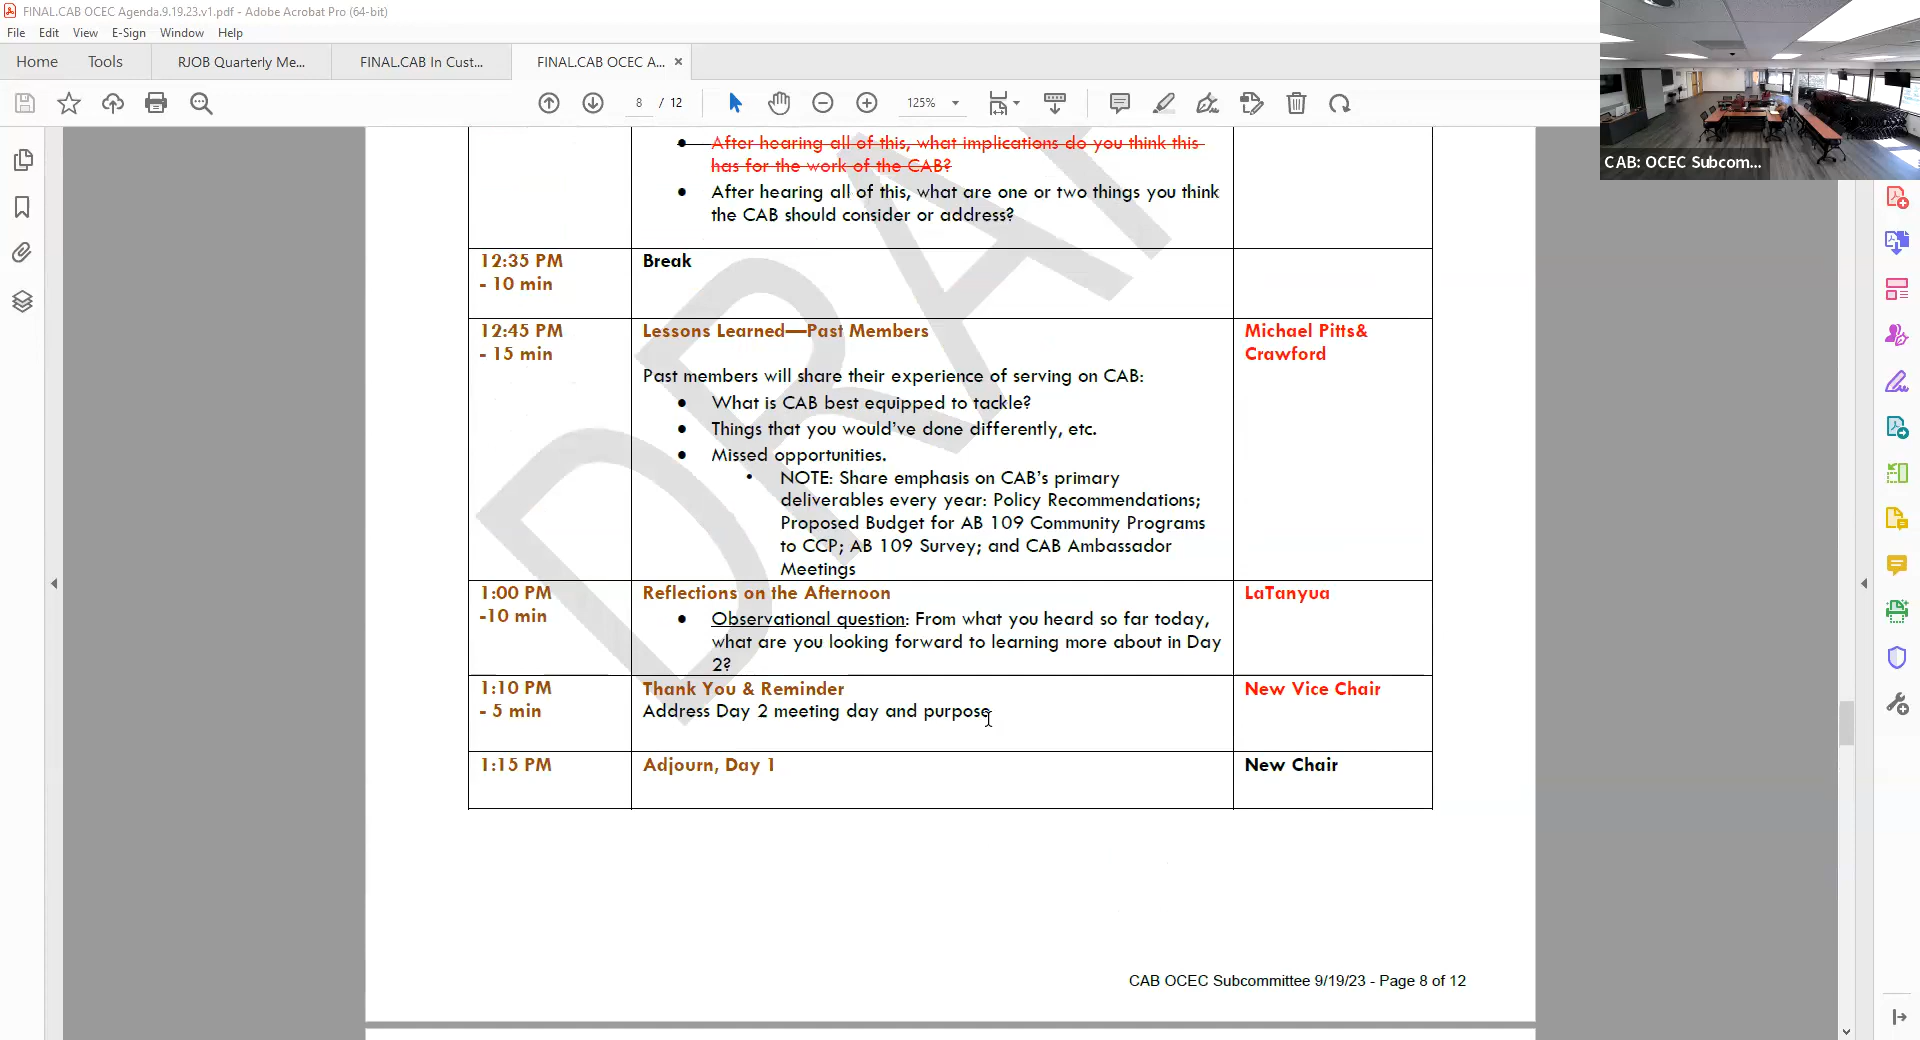 FINAL.CAB OCEC Agenda.9.19.23.v1.pdf - Adobe Acrobat Pro (64-bit)
File Edit View E-Sign Window Help
Home Tools RJOB Quarterly Me... FINAL.CAB In Cust... FINAL.CAB OCEC A... ×
8 / 12 125%
CAB: OCEC Subcom...
DRAF
• After hearing all of this, what implications do you think this
has for the work of the CAB?
• After hearing all of this, what are one or two things you think
the CAB should consider or address?
12:35 PM
- 10 min
Break
12:45 PM
- 15 min
Lessons Learned—Past Members
Michael Pitts&
Crawford
Past members will share their experience of serving on CAB:
• What is CAB best equipped to tackle?
• Things that you would've done differently, etc.
• Missed opportunities.
• NOTE: Share emphasis on CAB's primary
deliverables every year: Policy Recommendations;
Proposed Budget for AB 109 Community Programs
to CCP; AB 109 Survey; and CAB Ambassador
Meetings
1:00 PM
-10 min
Reflections on the Afternoon
LaTanyua
• Observational question: From what you heard so far today,
what are you looking forward to learning more about in Day
2?
1:10 PM
- 5 min
Thank You & Reminder
New Vice Chair
Address Day 2 meeting day and purpose
1:15 PM
Adjourn, Day 1
New Chair
CAB OCEC Subcommittee 9/19/23 - Page 8 of 12